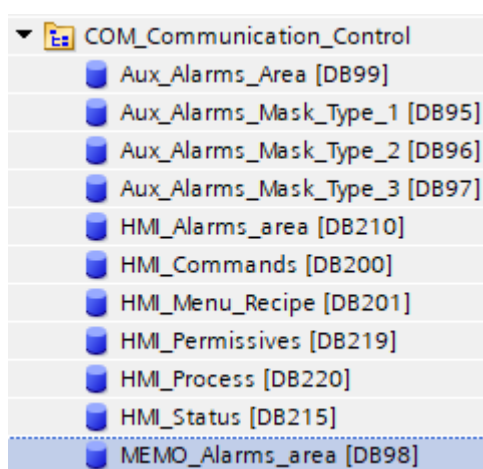 COM_Communication_Control
Aux_Alarms_Area [DB99]
Aux_Alarms_Mask_Type_1 [DB95]
Aux_Alarms_Mask_Type_2 [DB96]
Aux_Alarms_Mask_Type_3 [DB97]
HMI_Alarms_area [DB210]
HMI_Commands [DB200]
HMI_Menu_Recipe [DB201]
HMI_Permissives [DB219]
HMI_Process [DB220]
HMI_Status [DB215]
MEMO_Alarms_area [DB98]